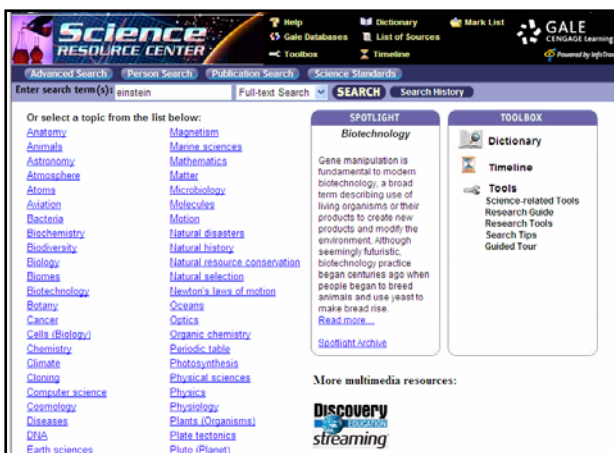 Science
RESOURCE CENTER
Help
Gale Databases
Toolbox
Dictionary
List of Sources
Timeline
Mark List
GALE
CENGAGE Learning
Powered by InfoTrac
Advanced Search
Person Search
Publication Search
Science Standards
Enter search term(s): einstein Full-text Search SEARCH Search History
Or select a topic from the list below:
Anatomy
Animals
Astronomy
Atmosphere
Atoms
Aviation
Bacteria
Biochemistry
Biodiversity
Biology
Biomes
Biotechnology
Botany
Cancer
Cells (Biology)
Chemistry
Climate
Cloning
Computer science
Cosmology
Diseases
DNA
Earth sciences
Magnetism
Marine sciences
Mathematics
Matter
Microbiology
Molecules
Motion
Natural disasters
Natural history
Natural resource conservation
Natural selection
Newton's laws of motion
Oceans
Optics
Organic chemistry
Periodic table
Photosynthesis
Physical sciences
Physics
Physiology
Plants (Organisms)
Plate tectonics
Pluto (Planet)
SPOTLIGHT
Biotechnology
Gene manipulation is
fundamental to modern
biotechnology, a broad
term describing use of
living organisms or their
products to create new
products and modify the
environment. Although
seemingly futuristic,
biotechnology practice
began centuries ago when
people began to breed
animals and use yeast to
make bread rise.
Read more...
Spotlight Archive
TOOLBOX
Dictionary
Timeline
Tools
Science-related Tools
Research Guide
Research Tools
Search Tips
Guided Tour
More multimedia resources:
Discovery
EDUCATION
streaming